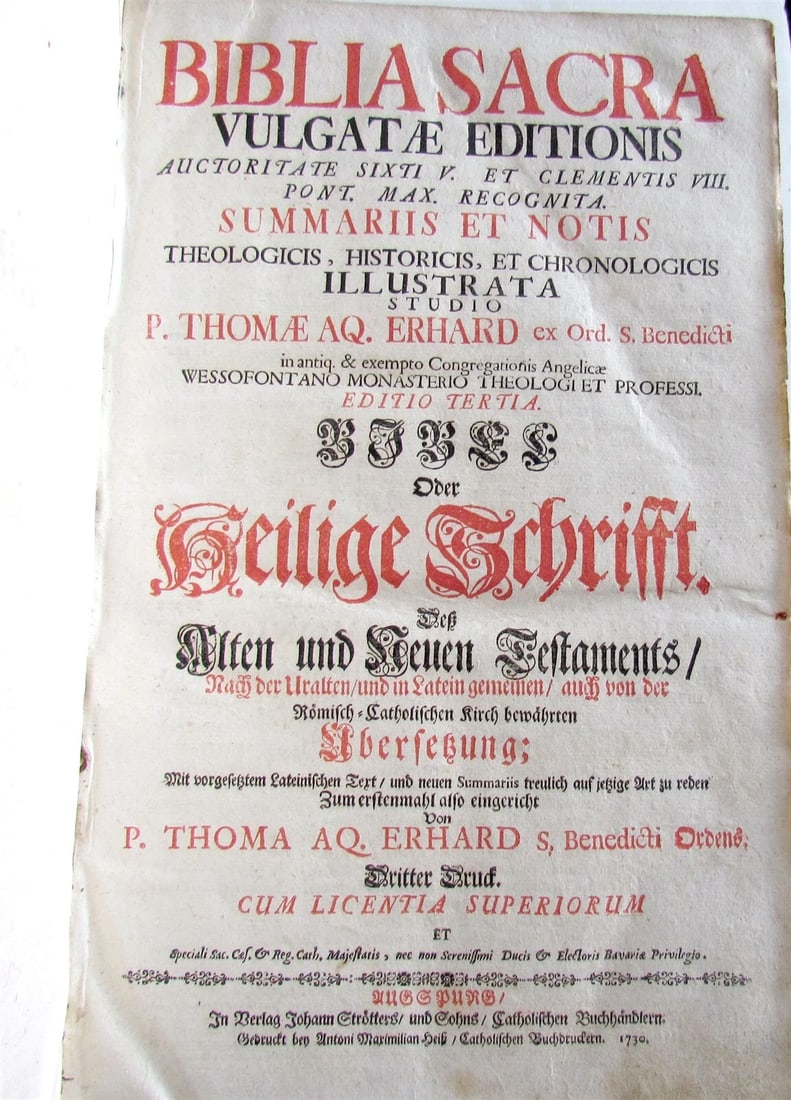 BIBLIA SACRA
VULGATÆ EDITIONIS
AUCTORITATE SIXTI V. ET CLEMENTIS VIII.
PONT. MAX. RECOGNITA.
SUMMARIIS ET NOTIS
THEOLOGICIS, HISTORICIS, ET CHRONOLOGICIS
ILLUSTRATA
STUDIO
P. THOMÆ AQ. ERHARD ex Ord. S. Benedicti
in antiq. & exempto Congregationis Angelicæ
WESSOFONTANO MONASTERIO THEOLOGI ET PROFESSI.
EDITIO TERTIA.
BIBEL
Oder
Heilige Schrifft.
Deß
Alten und Neuen Testaments/
Nach der Uralten/und in Latein gemeinen/ auch von der
Römisch-Catholischen Kirch bewährten
Übersetzung;
Mit vorgesetztem Lateinischen Text/ und neuen Summariis treulich auf jetzige Art zu reden
Zum erstenmahl also eingericht
Von
P. THOMA AQ. ERHARD S, Benedicti Ordens.
Dritter Druck.
CUM LICENTIA SUPERIORUM
ET
Speciali Sac. Cæs. & Reg. Cath. Majestatis, nec non Serenissimi Ducis & Electoris Bavariæ Privilegio.
AUGSPURG/
In Verlag Johann Strötters/ und Sohns/ Catholischen Buchhändlern.
Gedruckt bey Antoni Maximilian Heiß/ Catholischen Buchdruckern. 1730.